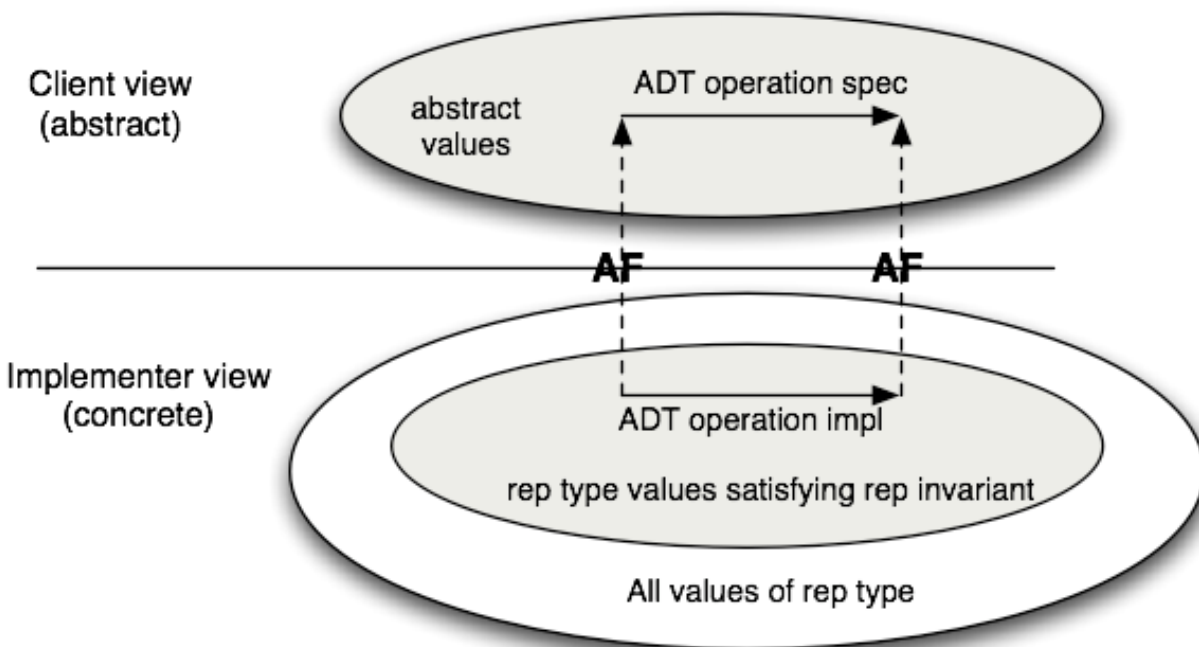 Client view
(abstract)
abstract
values
ADT operation spec
AF
AF
Implementer view
(concrete)
ADT operation impl
rep type values satisfying rep invariant
All values of rep type